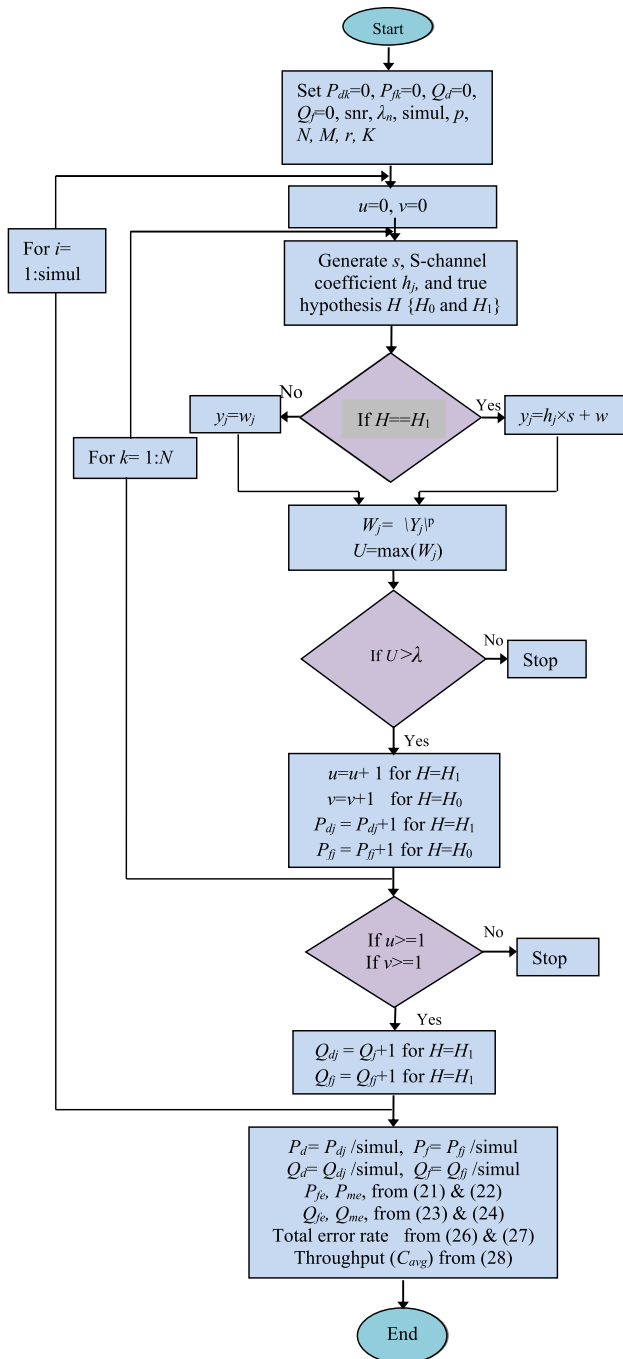 Start
Set P_dk=0, P_fk=0, Q_d=0,
Q_f=0, snr, λ_n, simul, p,
N, M, r, K
u=0, v=0
For i=
1:simul
Generate s, S-channel
coefficient h_j, and true
hypothesis H {H_0 and H_1}
No
y_j=w_j
If H==H_1
Yes
y_j=h_j×s + w
For k= 1:N
W_j= \Y_j\^p
U=max(W_j)
If U>λ
No
Stop
Yes
u=u+ 1 for H=H_1
v=v+1 for H=H_0
P_dj = P_dj+1 for H=H_1
P_fj = P_fj+1 for H=H_0
If u>=1
If v>=1
No
Stop
Yes
Q_dj = Q_j+1 for H=H_1
Q_fj = Q_fj+1 for H=H_1
P_d= P_dj /simul, P_f= P_fj /simul
Q_d= Q_dj /simul, Q_f= Q_fj /simul
P_fe, P_me, from (21) & (22)
Q_fe, Q_me, from (23) & (24)
Total error rate from (26) & (27)
Throughput (C_avg) from (28)
End